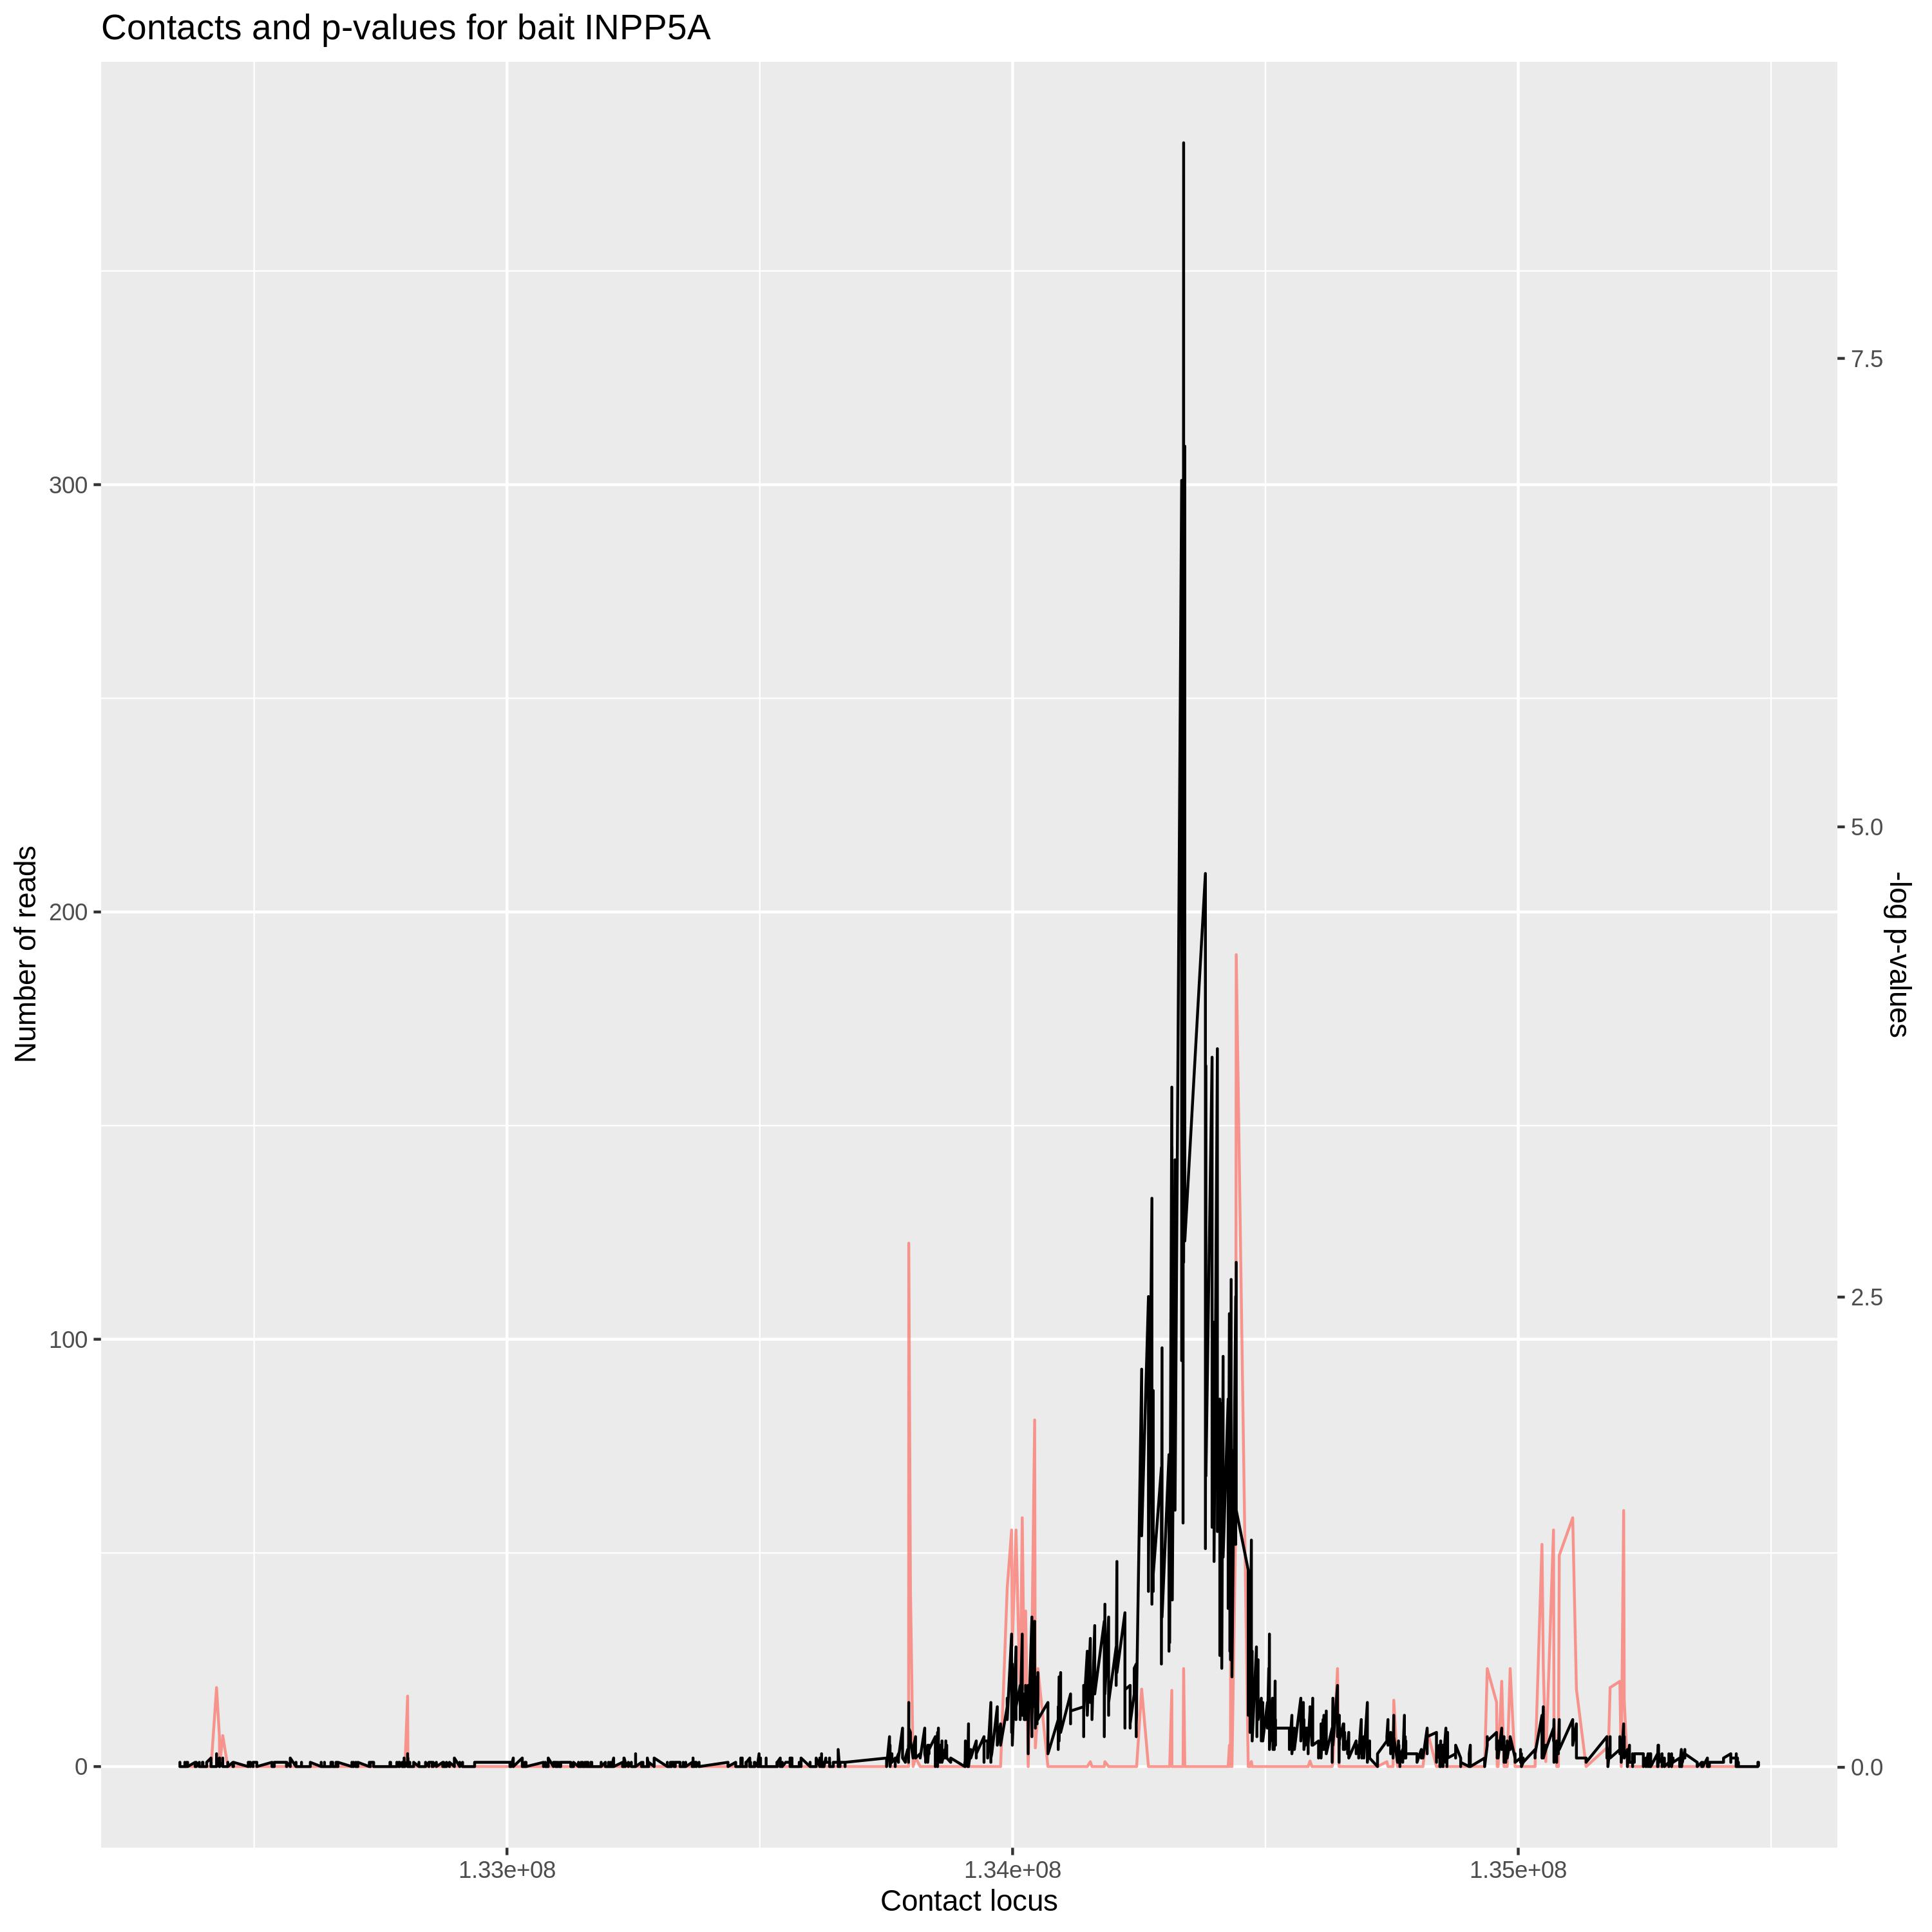 Contacts and p-values for bait INPP5A
300
200
100
0
Number of reads
7.5
5.0
2.5
0.0
-log p-values
1.33e+08
1.34e+08
1.35e+08
Contact locus